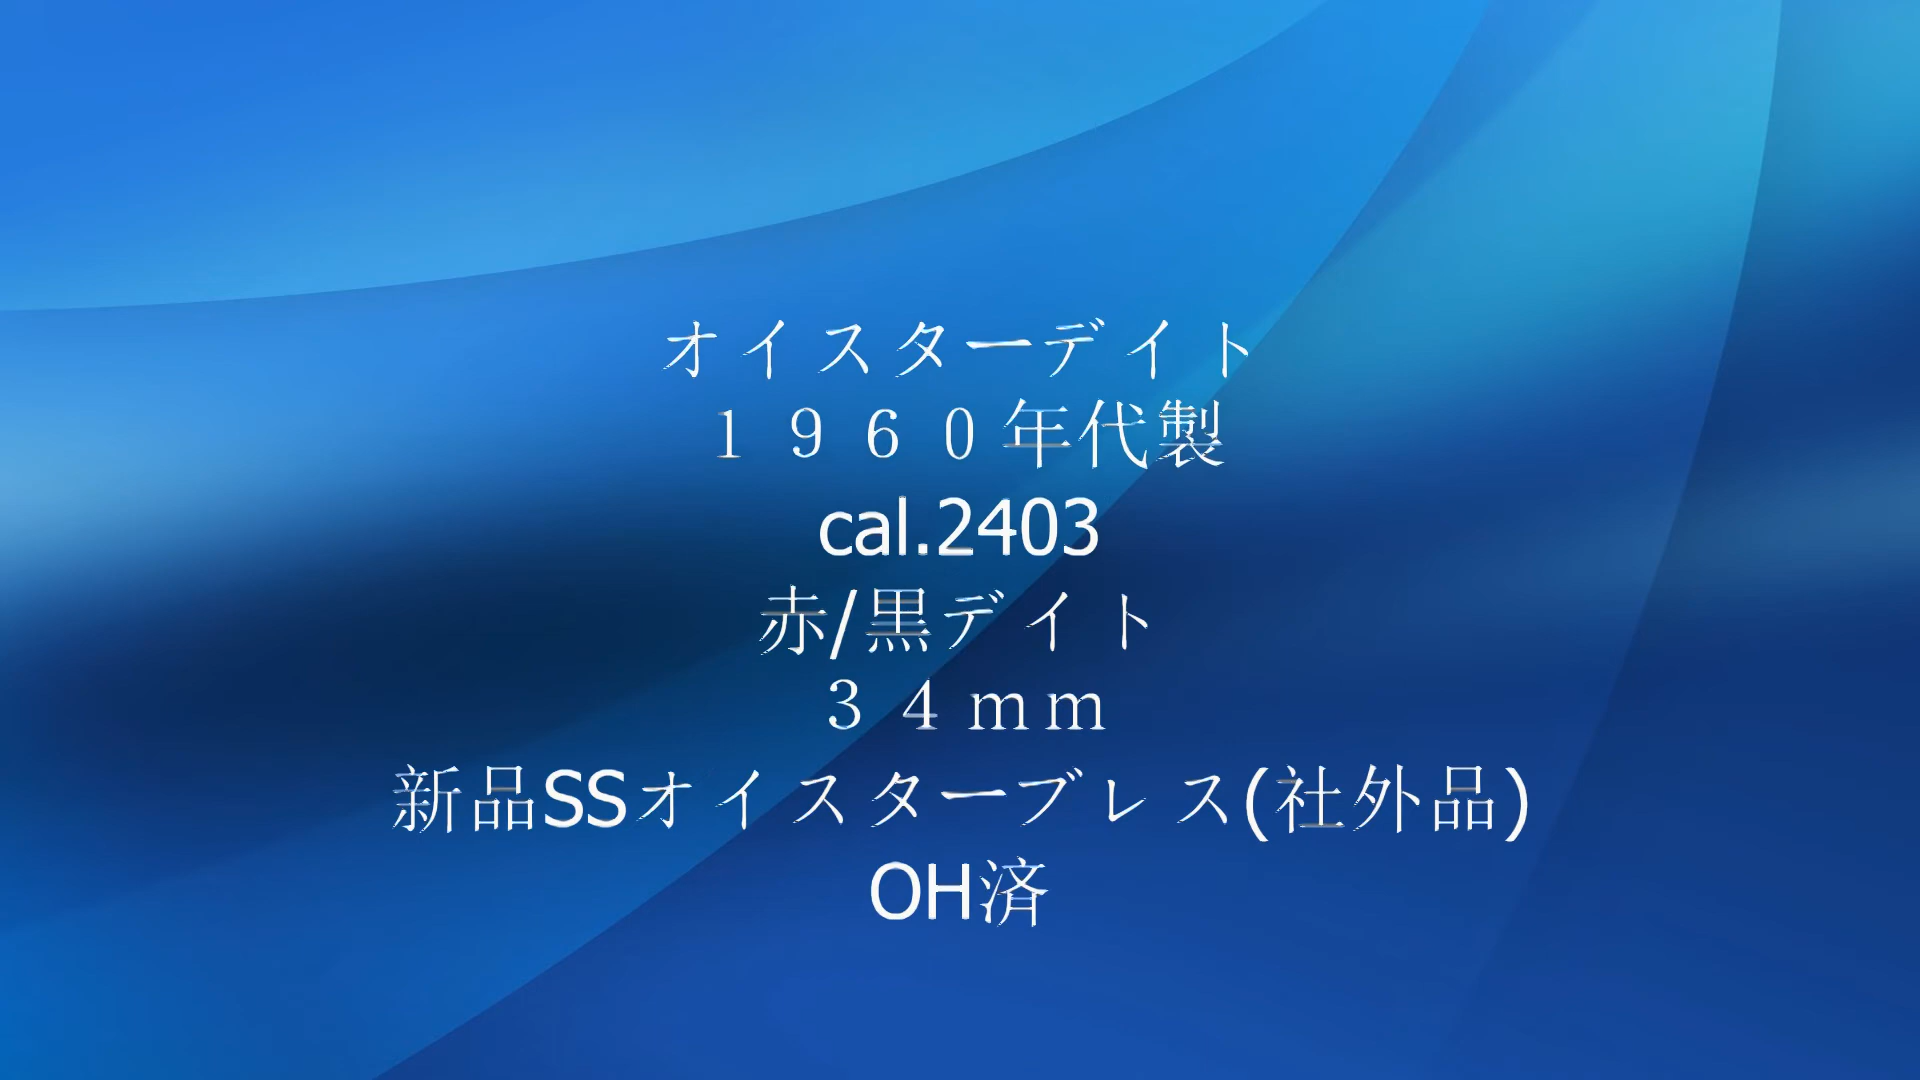 オイスターデイト
１９６０年代製
cal.2403
赤/黒デイト
３４ｍｍ
新品SSオイスターブレス(社外品)
OH済